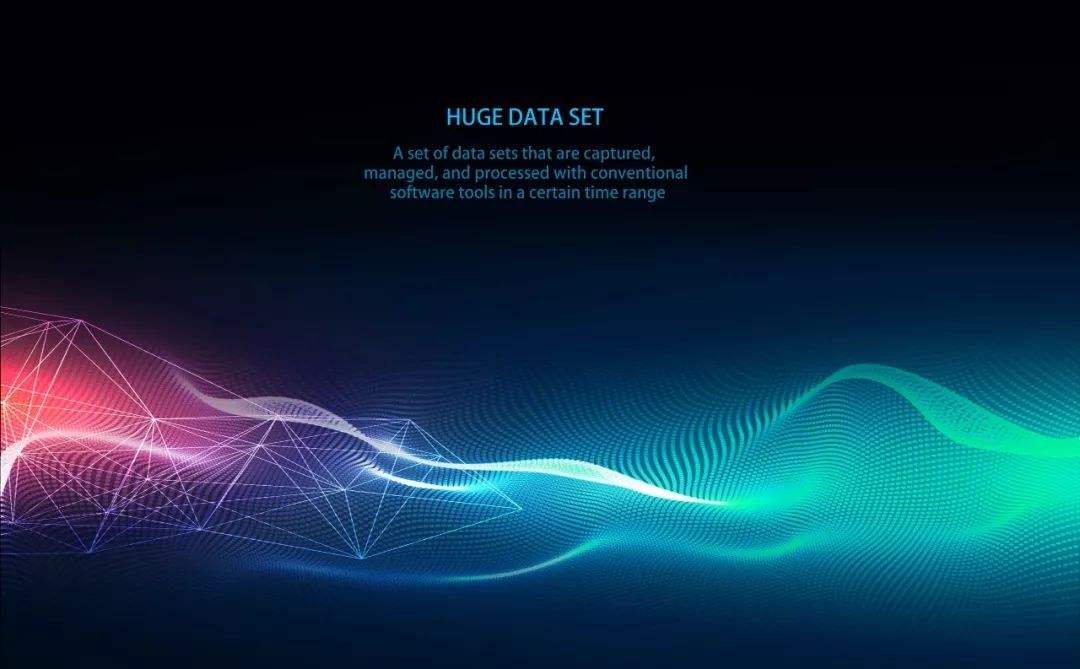 HUGE DATA SET
A set of data sets that are captured,
managed, and processed with conventional
software tools in a certain time range